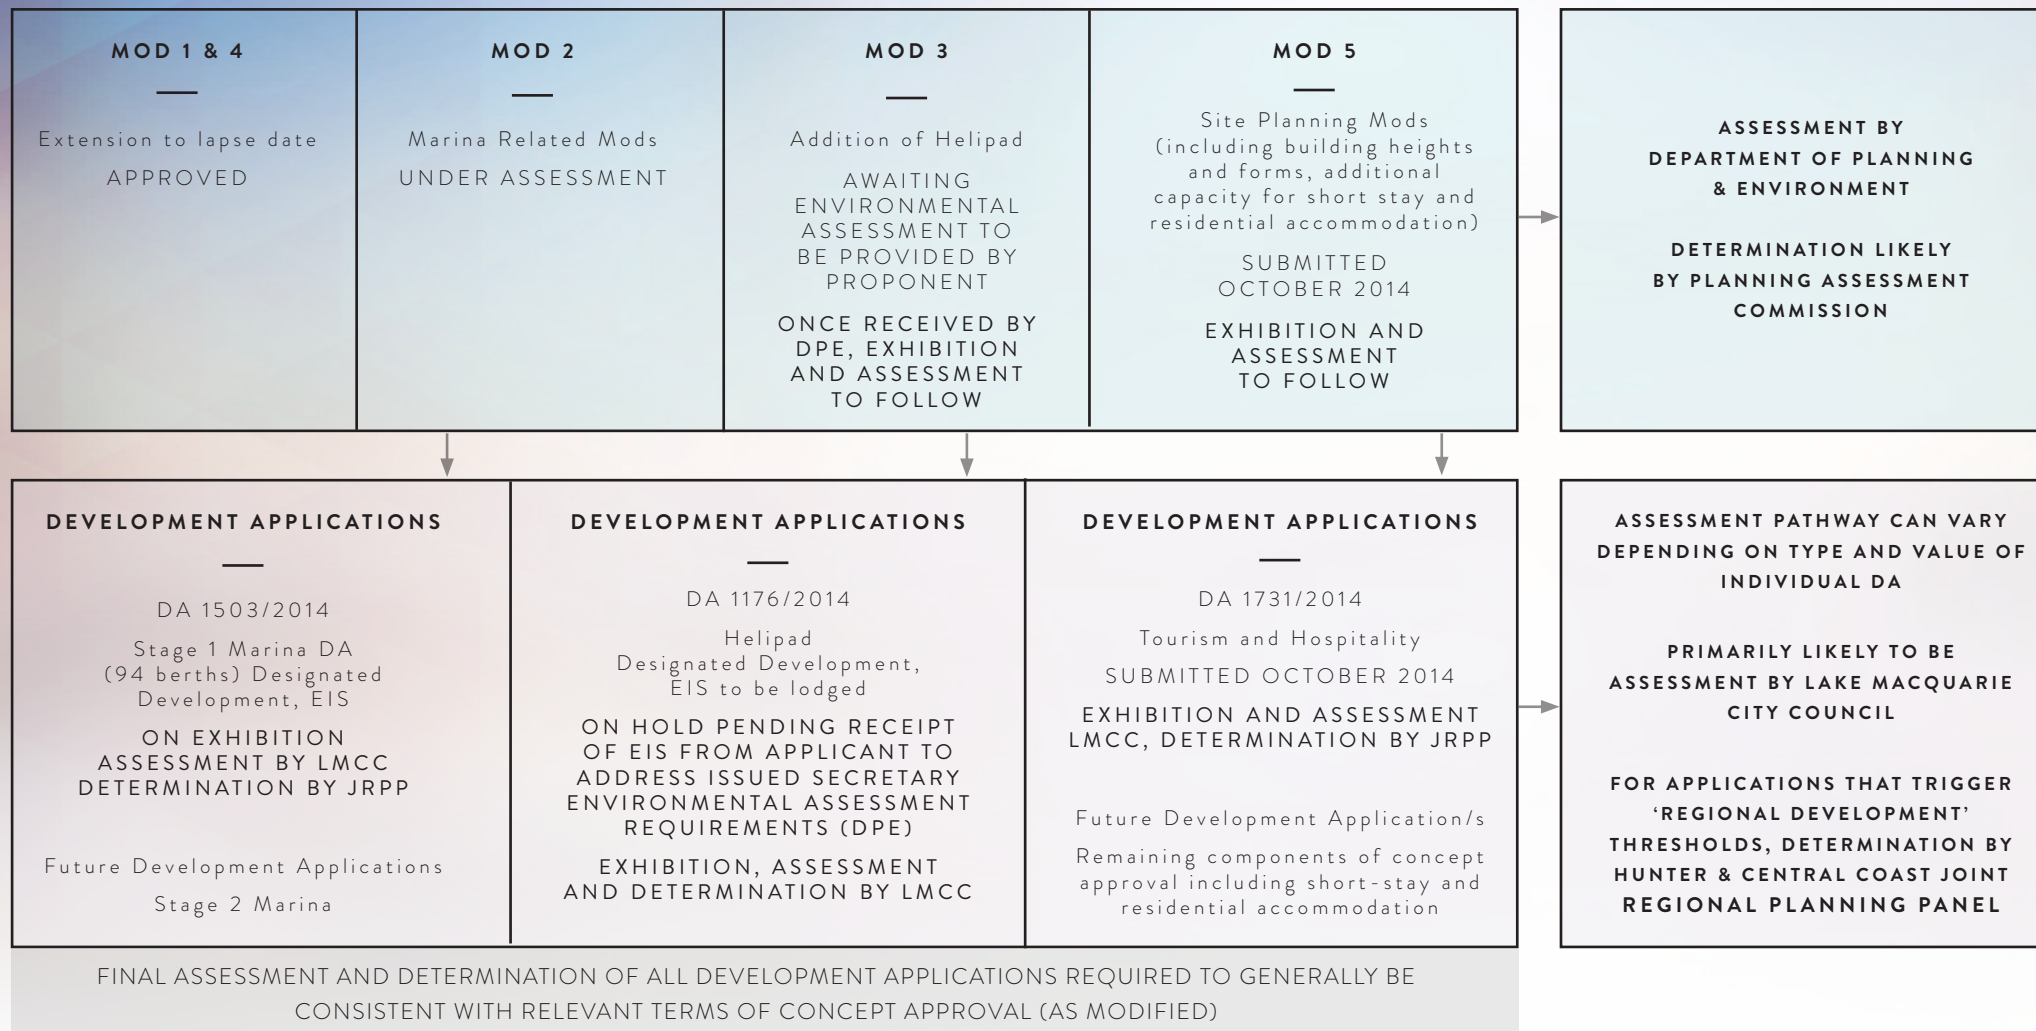 MOD 1 & 4
Extension to lapse date
APPROVED
MOD 2
Marina Related Mods
UNDER ASSESSMENT
MOD 3
Addition of Helipad
AWAITING
ENVIRONMENTAL
ASSESSMENT TO
BE PROVIDED BY
PROPONENT
ONCE RECEIVED BY
DPE, EXHIBITION
AND ASSESSMENT
TO FOLLOW
MOD 5
Site Planning Mods
(including building heights
and forms, additional
capacity for short stay and
residential accommodation)
SUBMITTED
OCTOBER 2014
EXHIBITION AND
ASSESSMENT
TO FOLLOW
ASSESSMENT BY
DEPARTMENT OF PLANNING
& ENVIRONMENT
DETERMINATION LIKELY
BY PLANNING ASSESSMENT
COMMISSION
DEVELOPMENT APPLICATIONS
DA 1503/2014
Stage 1 Marina DA
(94 berths) Designated
Development, EIS
ON EXHIBITION
ASSESSMENT BY LMCC
DETERMINATION BY JRPP
Future Development Applications
Stage 2 Marina
DEVELOPMENT APPLICATIONS
DA 1176/2014
Helipad
Designated Development,
EIS to be lodged
ON HOLD PENDING RECEIPT
OF EIS FROM APPLICANT TO
ADDRESS ISSUED SECRETARY
ENVIRONMENTAL ASSESSMENT
REQUIREMENTS (DPE)
EXHIBITION, ASSESSMENT
AND DETERMINATION BY LMCC
DEVELOPMENT APPLICATIONS
DA 1731/2014
Tourism and Hospitality
SUBMITTED OCTOBER 2014
EXHIBITION AND ASSESSMENT
LMCC, DETERMINATION BY JRPP
Future Development Application/s
Remaining components of concept
approval including short-stay and
residential accommodation
ASSESSMENT PATHWAY CAN VARY
DEPENDING ON TYPE AND VALUE OF
INDIVIDUAL DA
PRIMARILY LIKELY TO BE
ASSESSMENT BY LAKE MACQUARIE
CITY COUNCIL
FOR APPLICATIONS THAT TRIGGER
‘REGIONAL DEVELOPMENT’
THRESHOLDS, DETERMINATION BY
HUNTER & CENTRAL COAST JOINT
REGIONAL PLANNING PANEL
FINAL ASSESSMENT AND DETERMINATION OF ALL DEVELOPMENT APPLICATIONS REQUIRED TO GENERALLY BE
CONSISTENT WITH RELEVANT TERMS OF CONCEPT APPROVAL (AS MODIFIED)